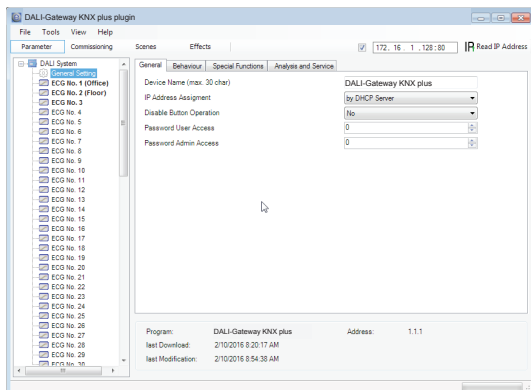 DALI-Gateway KNX plus plugin
File Tools View Help
Parameter Commissioning Scenes Effects 172. 16 . 1 .128:80 IP Read IP Address
DALI System
General Setting
ECG No. 1 (Office)
ECG No. 2 (Floor)
ECG No. 3
ECG No. 4
ECG No. 5
ECG No. 6
ECG No. 7
ECG No. 8
ECG No. 9
ECG No. 10
ECG No. 11
ECG No. 12
ECG No. 13
ECG No. 14
ECG No. 15
ECG No. 16
ECG No. 17
ECG No. 18
ECG No. 19
ECG No. 20
ECG No. 21
ECG No. 22
ECG No. 23
ECG No. 24
ECG No. 25
ECG No. 26
ECG No. 27
ECG No. 28
ECG No. 29
ECG No. 30
General Behaviour Special Functions Analysis and Service
Device Name (max. 30 char) DALI-Gateway KNX plus
IP Address Assigment by DHCP Server
Disable Button Operation No
Password User Access 0
Password Admin Access 0
Program: DALI-Gateway KNX plus Address: 1.1.1
last Download: 2/10/2016 8:20:17 AM
last Modification: 2/10/2016 8:54:38 AM